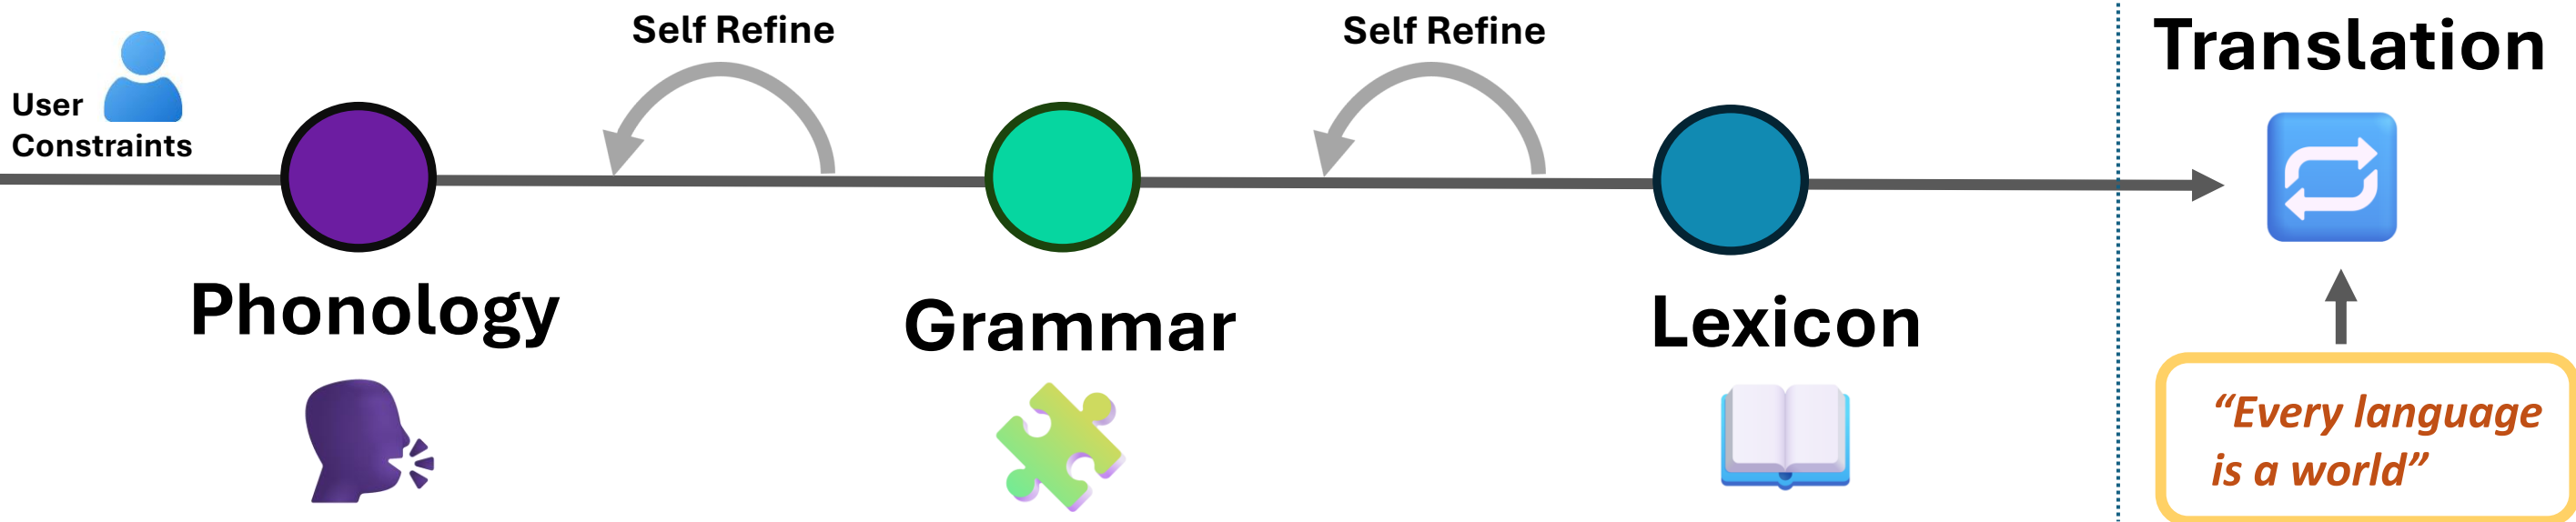 User
Constraints
Self Refine
Self Refine
Translation
Phonology
Grammar
Lexicon
“Every language
is a world”